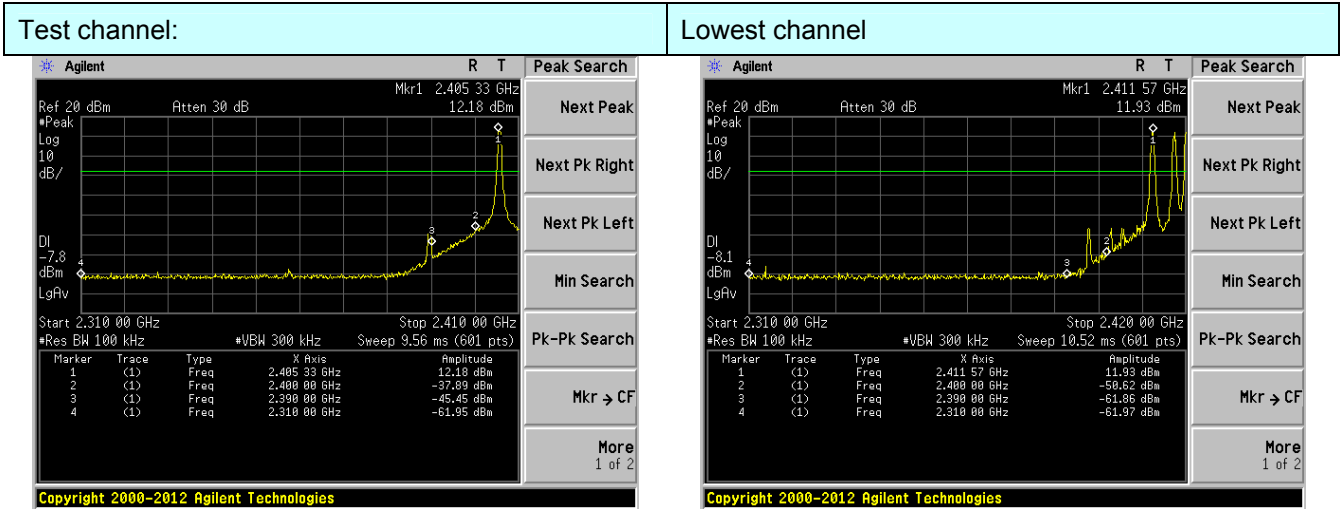 Test channel:
Lowest channel
Agilent R T Peak Search
Mkr1 2.405 33 GHz
Ref 20 dBm Atten 30 dB 12.18 dBm
#Peak
Log
10
dB/
1
2
3
DI
-7.8
dBm
4
LgAv
Start 2.310 00 GHz Stop 2.410 00 GHz
#Res BW 100 kHz #VBW 300 kHz Sweep 9.56 ms (601 pts)
Marker Trace Type X Axis Amplitude
1 (1) Freq 2.405 33 GHz 12.18 dBm
2 (1) Freq 2.400 00 GHz -37.89 dBm
3 (1) Freq 2.390 00 GHz -45.45 dBm
4 (1) Freq 2.310 00 GHz -61.95 dBm
Next Peak
Next Pk Right
Next Pk Left
Min Search
Pk-Pk Search
Mkr → CF
More
1 of 2
Copyright 2000-2012 Agilent Technologies
Agilent R T Peak Search
Mkr1 2.411 57 GHz
Ref 20 dBm Atten 30 dB 11.93 dBm
#Peak
Log
10
dB/
1
2
3
DI
-8.1
dBm
4
LgAv
Start 2.310 00 GHz Stop 2.420 00 GHz
#Res BW 100 kHz #VBW 300 kHz Sweep 10.52 ms (601 pts)
Marker Trace Type X Axis Amplitude
1 (1) Freq 2.411 57 GHz 11.93 dBm
2 (1) Freq 2.400 00 GHz -50.62 dBm
3 (1) Freq 2.390 00 GHz -61.86 dBm
4 (1) Freq 2.310 00 GHz -61.97 dBm
Next Peak
Next Pk Right
Next Pk Left
Min Search
Pk-Pk Search
Mkr → CF
More
1 of 2
Copyright 2000-2012 Agilent Technologies